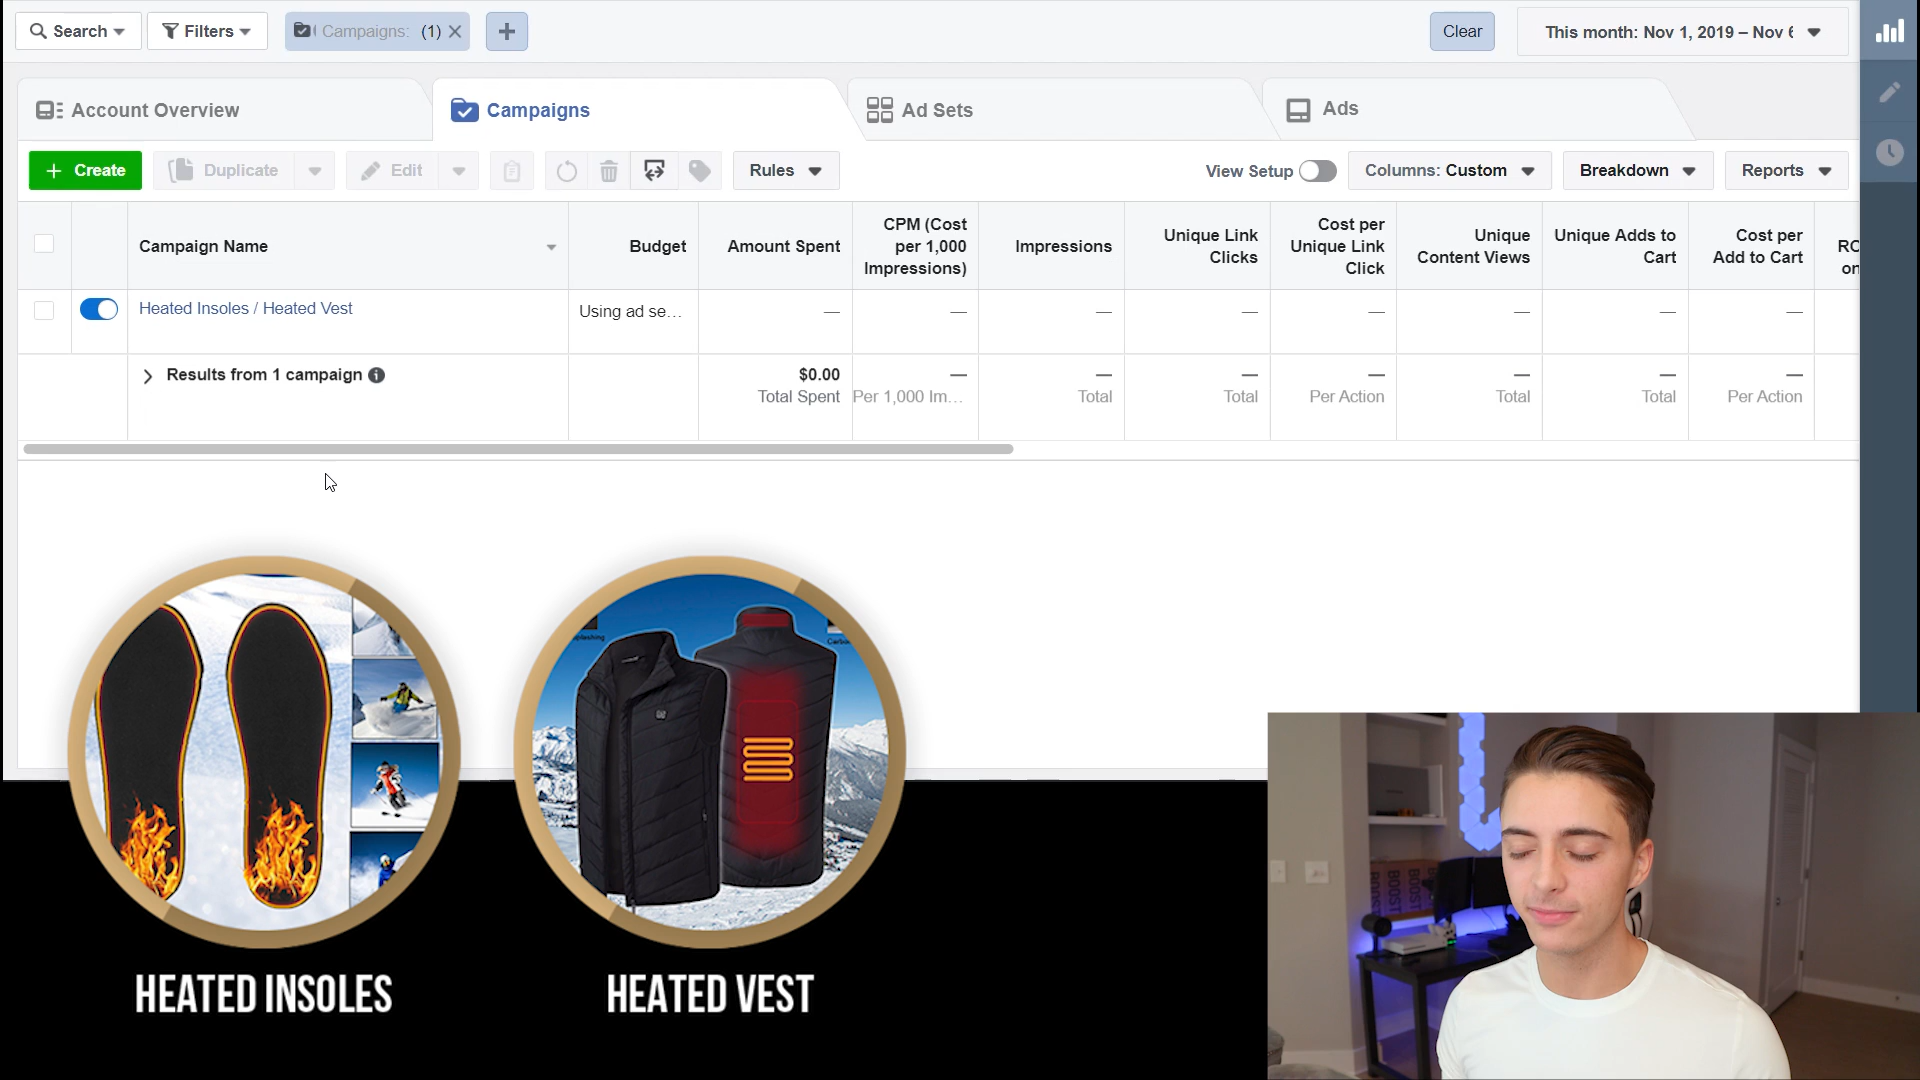 Search
Filters
Campaigns: (1)
Clear
This month: Nov 1, 2019 – Nov 6
Account Overview
Campaigns
Ad Sets
Ads
+ Create
Duplicate
Edit
Rules
View Setup
Columns: Custom
Breakdown
Reports
Campaign Name
Budget
Amount Spent
CPM (Cost
per 1,000
Impressions)
Impressions
Unique Link
Clicks
Cost per
Unique Link
Click
Unique
Content Views
Unique Adds to
Cart
Cost per
Add to Cart
on
Heated Insoles / Heated Vest
Using ad se...
—
—
—
—
—
—
—
—
Results from 1 campaign
$0.00
—
—
—
—
—
—
—
Total Spent
Per 1,000 Im...
Total
Total
Per Action
Total
Total
Per Action
HEATED INSOLES
HEATED VEST
BOOST
BOOST